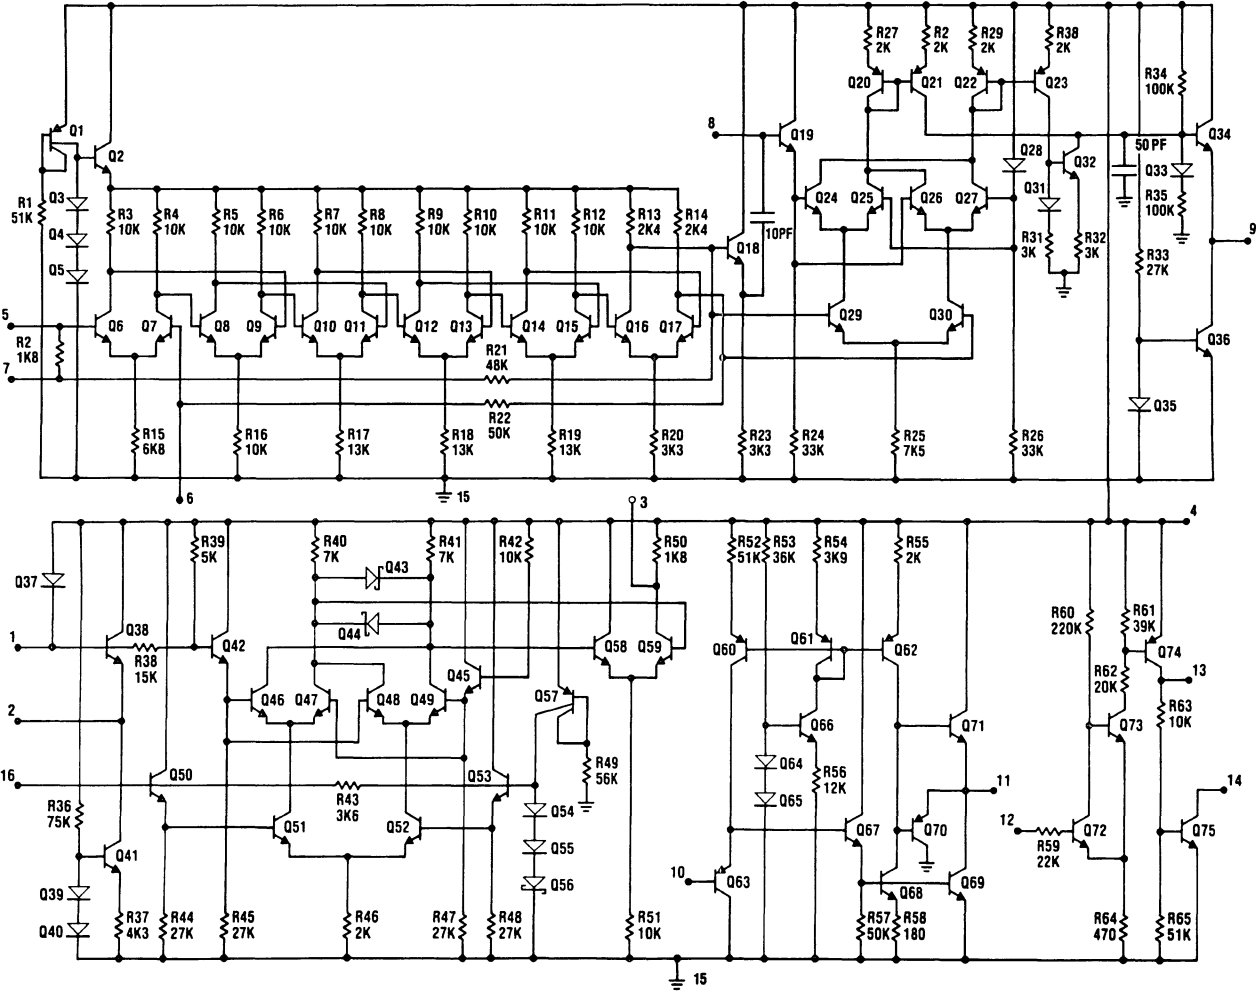 R27 2K
R2 2K
R29 2K
R38 2K
Q20
Q21
Q22
Q23
R34 100K
Q1
Q2
8
Q19
Q28
Q32
50 PF
Q34
Q33
R1 51K
Q3
Q4
Q5
R3 10K
R4 10K
R5 10K
R6 10K
R7 10K
R8 10K
R9 10K
R10 10K
R11 10K
R12 10K
R13 2K4
R14 2K4
10PF
Q18
Q24
Q25
Q26
Q27
Q31
R31 3K
R32 3K
R35 100K
9
R33 27K
5
Q6
Q7
Q8
Q9
Q10
Q11
Q12
Q13
Q14
Q15
Q16
Q17
Q29
Q30
Q36
R2 1K8
7
R21 48K
R22 50K
Q35
R15 6K8
R16 10K
R17 13K
R18 13K
R19 13K
R20 3K3
R23 3K3
R24 33K
R25 7K5
R26 33K
6
15
3
4
Q37
R39 5K
R40 7K
Q43
R41 7K
R42 10K
R50 1K8
R52 51K
R53 36K
R54 3K9
R55 2K
R60 220K
R61 39K
1
Q38
R38 15K
Q42
Q44
Q45
Q58
Q59
Q60
Q61
Q62
Q74
Q46
Q47
Q48
Q49
Q57
R62 20K
13
2
Q66
Q71
Q73
R63 10K
16
Q50
R43 3K6
Q53
R49 56K
Q64
Q65
R56 12K
11
14
R36 75K
Q51
Q52
Q54
Q55
Q56
Q67
Q70
12
R59 22K
Q72
Q75
Q41
Q39
Q40
10
Q63
Q68
Q69
R37 4K3
R44 27K
R45 27K
R46 2K
R47 27K
R48 27K
R51 10K
R57 50K
R58 180
R64 470
R65 51K
15